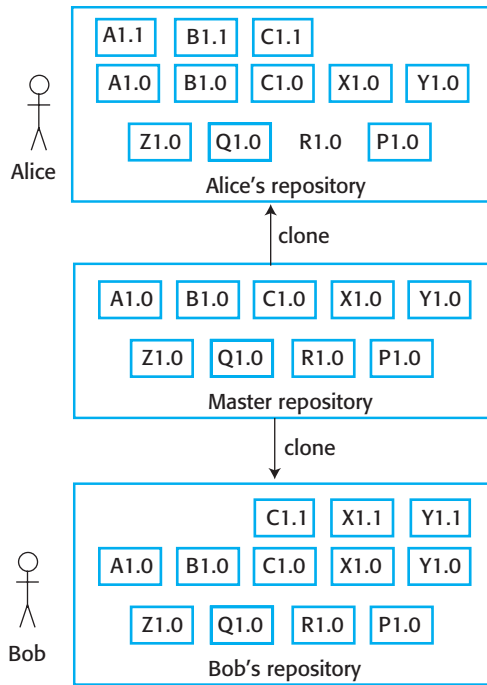 A1.1 B1.1 C1.1
A1.0 B1.0 C1.0 X1.0 Y1.0
Z1.0 Q1.0 R1.0 P1.0
Alice
Alice's repository
clone
A1.0 B1.0 C1.0 X1.0 Y1.0
Z1.0 Q1.0 R1.0 P1.0
Master repository
clone
C1.1 X1.1 Y1.1
A1.0 B1.0 C1.0 X1.0 Y1.0
Z1.0 Q1.0 R1.0 P1.0
Bob
Bob's repository